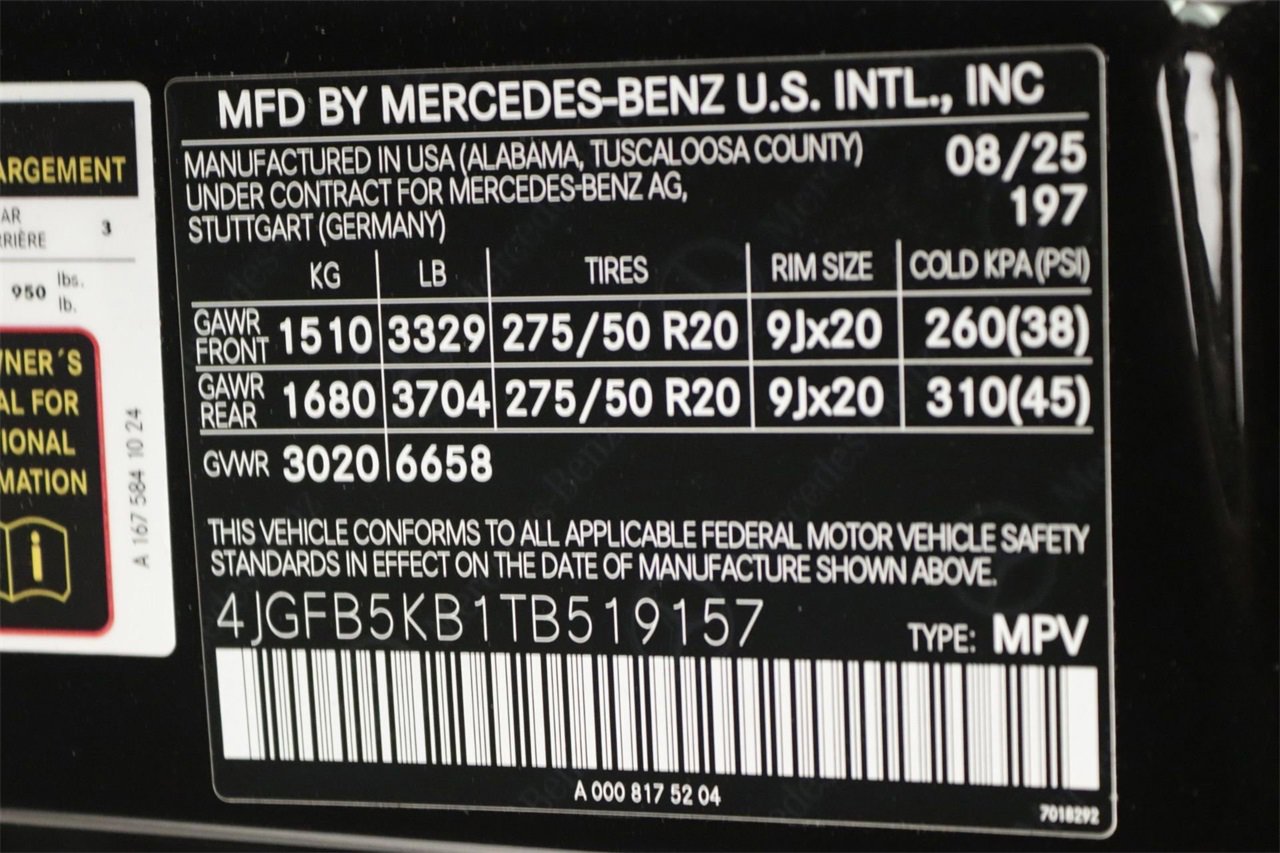 ARGEMENT
AR
RIÈRE 3
950 lbs.
lb.
NER´S
AL FOR
IONAL
MATION
i
A 167 584 10 24
MFD BY MERCEDES-BENZ U.S. INTL., INC
MANUFACTURED IN USA (ALABAMA, TUSCALOOSA COUNTY) 08/25
UNDER CONTRACT FOR MERCEDES-BENZ AG, 197
STUTTGART (GERMANY)
KG LB TIRES RIM SIZE COLD KPA(PSI)
GAWR FRONT 1510 3329 275/50 R20 9Jx20 260(38)
GAWR REAR 1680 3704 275/50 R20 9Jx20 310(45)
GVWR 3020 6658
THIS VEHICLE CONFORMS TO ALL APPLICABLE FEDERAL MOTOR VEHICLE SAFETY
STANDARDS IN EFFECT ON THE DATE OF MANUFACTURE SHOWN ABOVE.
4JGFB5KB1TB519157 TYPE: MPV
A 000 817 52 04
7018292